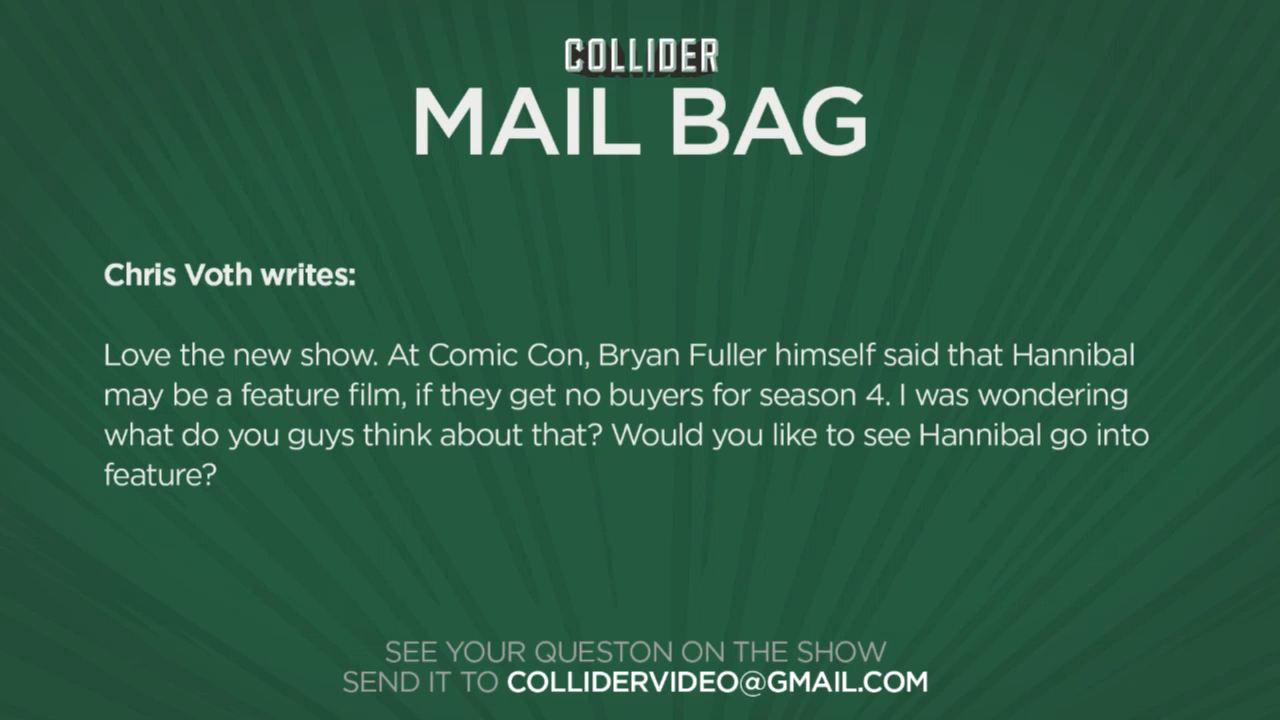 COLLIDER
MAIL BAG
Chris Voth writes:
Love the new show. At Comic Con, Bryan Fuller himself said that Hannibal
may be a feature film, if they get no buyers for season 4. I was wondering
what do you guys think about that? Would you like to see Hannibal go into
feature?
SEE YOUR QUESTON ON THE SHOW
SEND IT TO COLLIDERVIDEO@GMAIL.COM